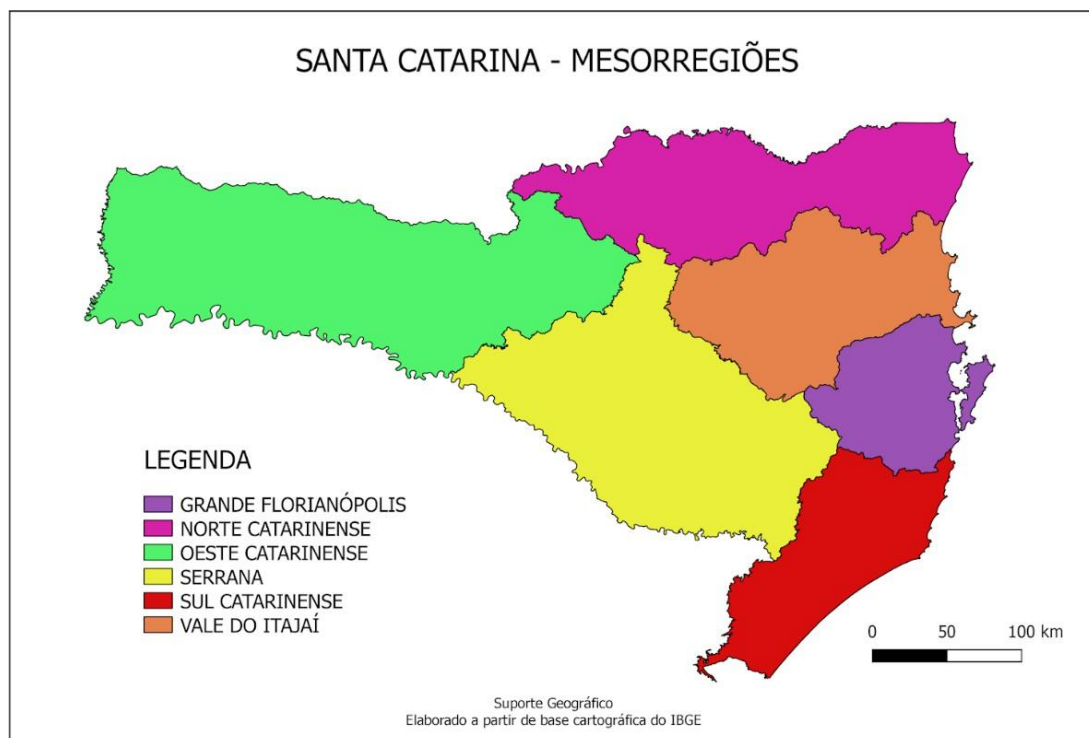 SANTA CATARINA - MESORREGIÕES
LEGENDA
GRANDE FLORIANÓPOLIS
NORTE CATARINENSE
OESTE CATARINENSE
SERRANA
SUL CATARINENSE
VALE DO ITAJAÍ
0 50 100 km
Suporte Geográfico
Elaborado a partir de base cartográfica do IBGE